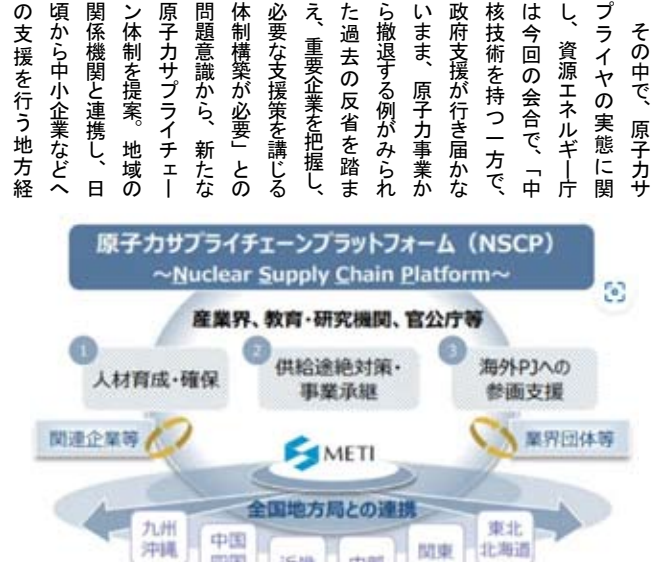 その中で、原子力サ
プライヤの実態に関
し、資源エネルギー庁
は今回の会合で、「中
核技術を持つ一方で、
政府支援が行き届かな
いまま、原子力事業か
ら撤退する例がみられ
た過去の反省を踏ま
え、重要企業を把握し、
必要な支援策を講じる
体制構築が必要」との
問題意識から、新たな
原子力サプライチェー
ン体制を提案。地域の
関係機関と連携し、日
頃から中小企業などへ
の支援を行う地方経
原子力サプライチェーンプラットフォーム(NSCP)
~Nuclear Supply Chain Platform~
産業界、教育・研究機関、官公庁等
1
人材育成・確保
2
供給途絶対策・
事業承継
3
海外PJへの
参画支援
関連企業等
業界団体等
METI
全国地方局との連携
九州
沖縄
中国
四国
近畿
中部
関東
東北
北海道